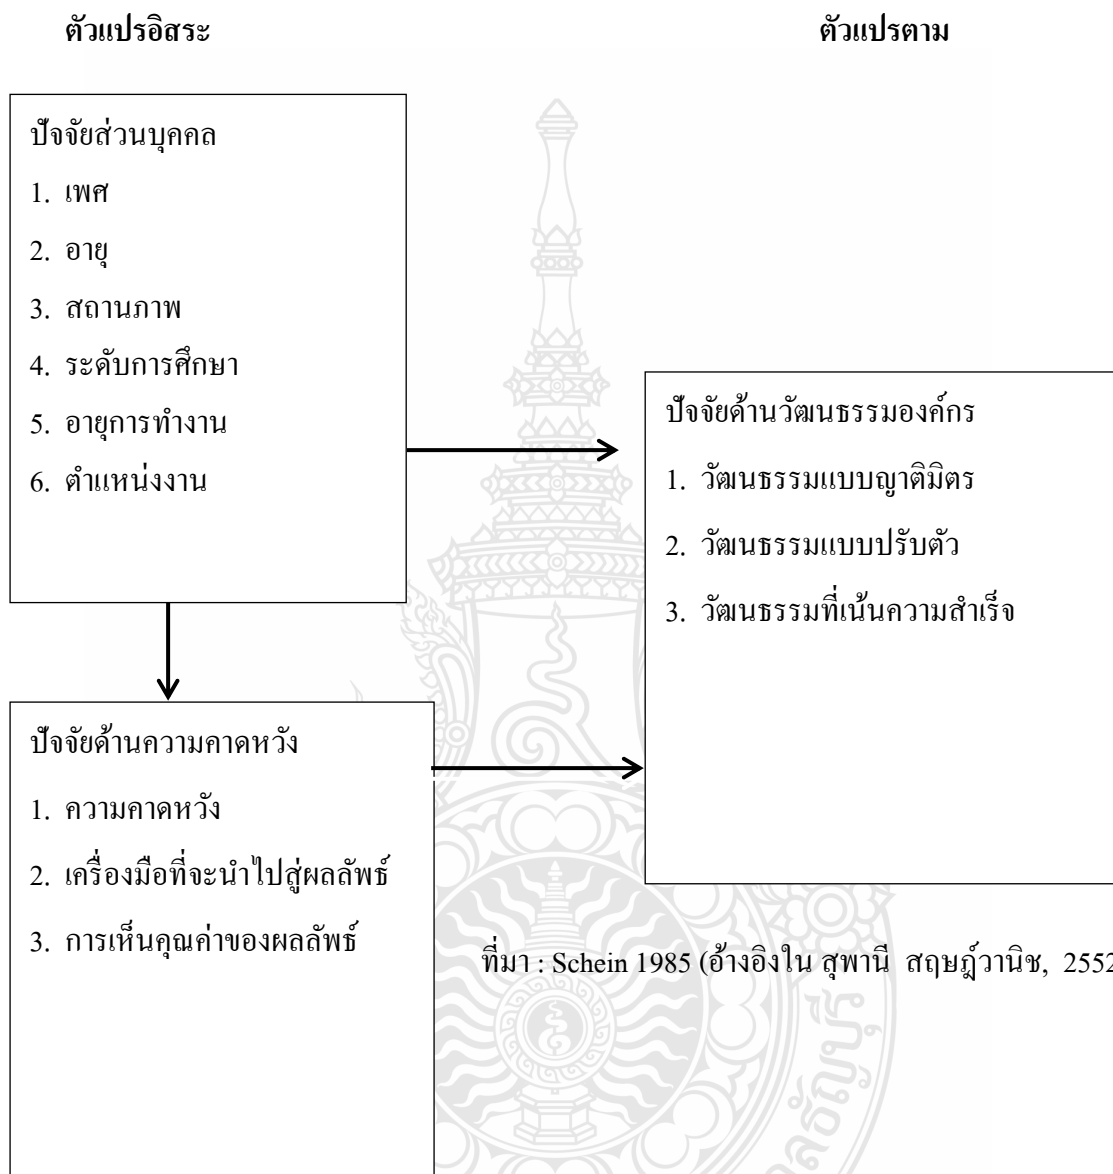 ตัวแปรอิสระ
ตัวแปรตาม
ปัจจัยส่วนบุคคล
1. เพศ
2. อายุ
3. สถานภาพ
4. ระดับการศึกษา
5. อายุการทำงาน
6. ตำแหน่งงาน
ปัจจัยด้านวัฒนธรรมองค์กร
1. วัฒนธรรมแบบญาติมิตร
2. วัฒนธรรมแบบปรับตัว
3. วัฒนธรรมที่เน้นความสำเร็จ
ปัจจัยด้านความคาดหวัง
1. ความคาดหวัง
2. เครื่องมือที่จะนำไปสู่ผลลัพธ์
3. การเห็นคุณค่าของผลลัพธ์
ที่มา : Schein 1985 (อ้างอิงใน สุพานี สฤษฎ์วานิช, 2552